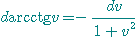 darcctgv = - dv / (1 + v²)